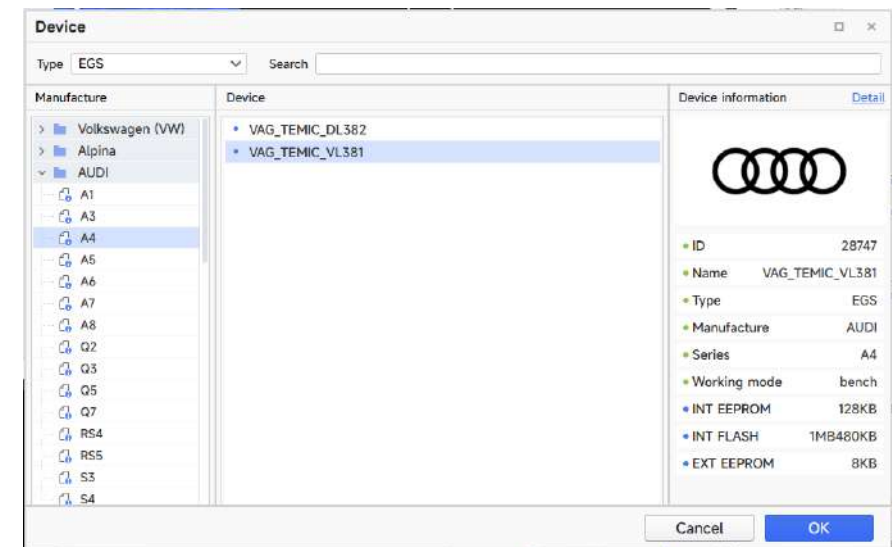 Device
Type EGS Search
Manufacture
Volkswagen (VW)
Alpina
AUDI
A1
A3
A4
A5
A6
A7
A8
Q2
Q3
Q5
Q7
RS4
RS5
S3
S4
Device
VAG_TEMIC_DL382
VAG_TEMIC_VL381
Device information Detail
ID 28747
Name VAG_TEMIC_VL381
Type EGS
Manufacture AUDI
Series A4
Working mode bench
INT EEPROM 128KB
INT FLASH 1MB480KB
EXT EEPROM 8KB
Cancel OK